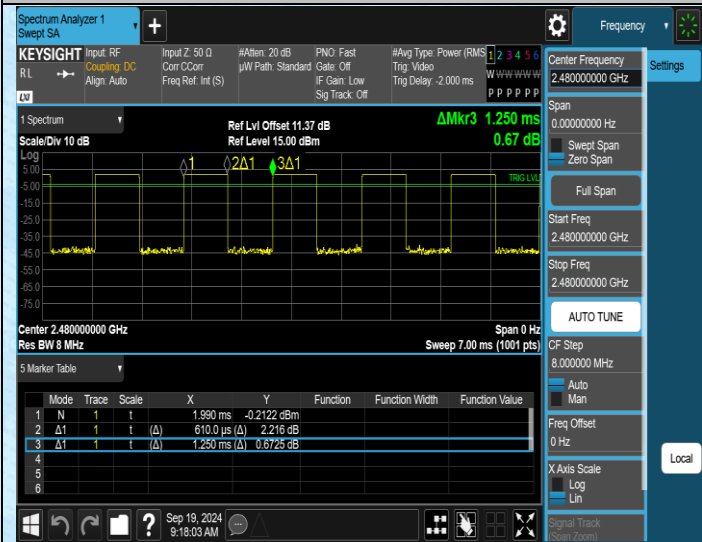 Spectrum Analyzer 1
Swept SA
Frequency
KEYSIGHT
RL
LXI
Input: RF
Coupling: DC
Align: Auto
Input Z: 50 Ω
Corr CCorr
Freq Ref: Int (S)
#Atten: 20 dB
µW Path: Standard
PNO: Fast
Gate: Off
IF Gain: Low
Sig Track: Off
#Avg Type: Power (RMS
Trig: Video
Trig Delay: -2.000 ms
1 2 3 4 5 6
W W W W W W
P P P P P P
1 Spectrum
Scale/Div 10 dB
Log
Ref Lvl Offset 11.37 dB
Ref Level 15.00 dBm
ΔMkr3 1.250 ms
0.67 dB
1
2Δ1
3Δ1
TRIG LVL
5.00
-5.00
-15.0
-25.0
-35.0
-45.0
-55.0
-65.0
-75.0
Center 2.480000000 GHz
Span 0 Hz
Res BW 8 MHz
Sweep 7.00 ms (1001 pts)
5 Marker Table
Mode Trace Scale X Y Function Function Width Function Value
1 N 1 t 1.990 ms -0.2122 dBm
2 Δ1 1 t (Δ) 610.0 µs (Δ) 2.216 dB
3 Δ1 1 t (Δ) 1.250 ms (Δ) 0.6725 dB
4
5
6
Center Frequency
2.480000000 GHz
Span
0.00000000 Hz
Swept Span
Zero Span
Full Span
Start Freq
2.480000000 GHz
Stop Freq
2.480000000 GHz
AUTO TUNE
CF Step
8.000000 MHz
Auto
Man
Freq Offset
0 Hz
X Axis Scale
Log
Lin
Signal Track
(Span Zoom)
Settings
Local
?
Sep 19, 2024
9:18:03 AM